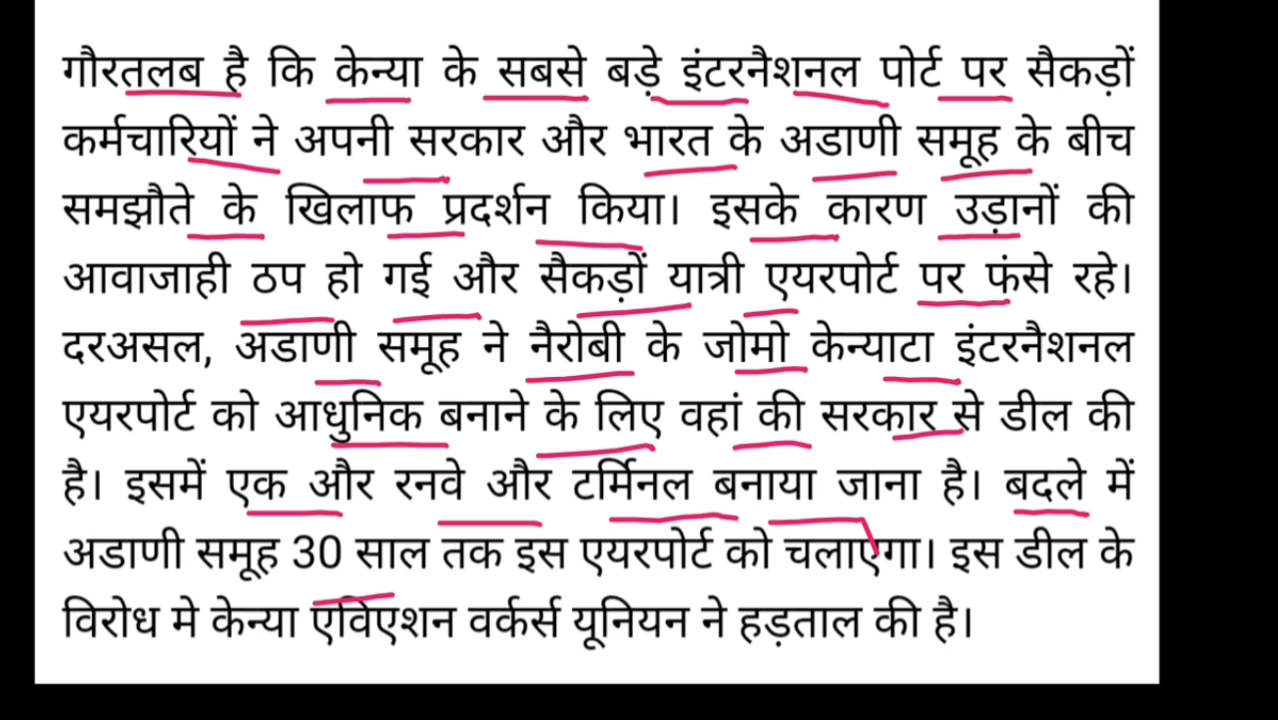 गौरतलब है कि केन्या के सबसे बड़े इंटरनैशनल पोर्ट पर सैकड़ों
कर्मचारियों ने अपनी सरकार और भारत के अडाणी समूह के बीच
समझौते के खिलाफ प्रदर्शन किया। इसके कारण उड़ानों की
आवाजाही ठप हो गई और सैकड़ों यात्री एयरपोर्ट पर फंसे रहे।
दरअसल, अडाणी समूह ने नैरोबी के जोमो केन्याटा इंटरनैशनल
एयरपोर्ट को आधुनिक बनाने के लिए वहां की सरकार से डील की
है। इसमें एक और रनवे और टर्मिनल बनाया जाना है। बदले में
अडाणी समूह 30 साल तक इस एयरपोर्ट को चलाएगा। इस डील के
विरोध मे केन्या एविएशन वर्कर्स यूनियन ने हड़ताल की है।